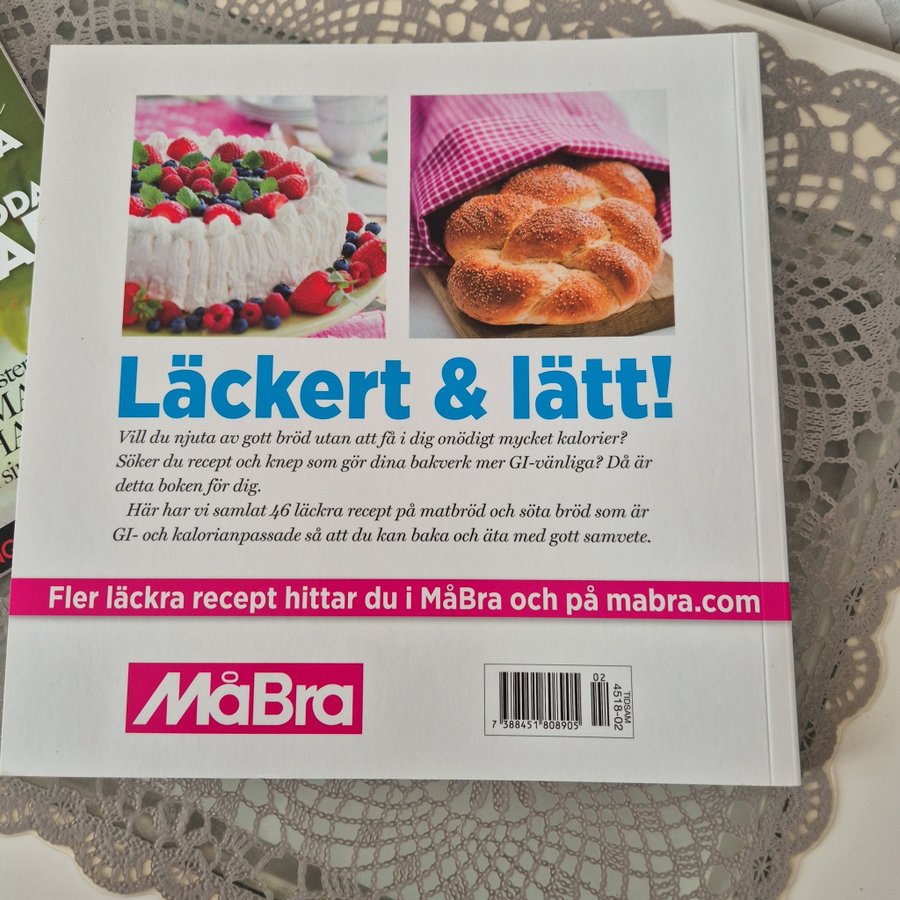 Läckert & lätt!
Vill du njuta av gott bröd utan att få i dig onödigt mycket kalorier?
Söker du recept och knep som gör dina bakverk mer GI-vänliga? Då är
detta boken för dig.
Här har vi samlat 46 läckra recept på matbröd och söta bröd som är
GI- och kalorianpassade så att du kan baka och äta med gott samvete.
Fler läckra recept hittar du i MåBra och på mabra.com
MåBra
02
7 388451 808905
TIDSAM
4518-02